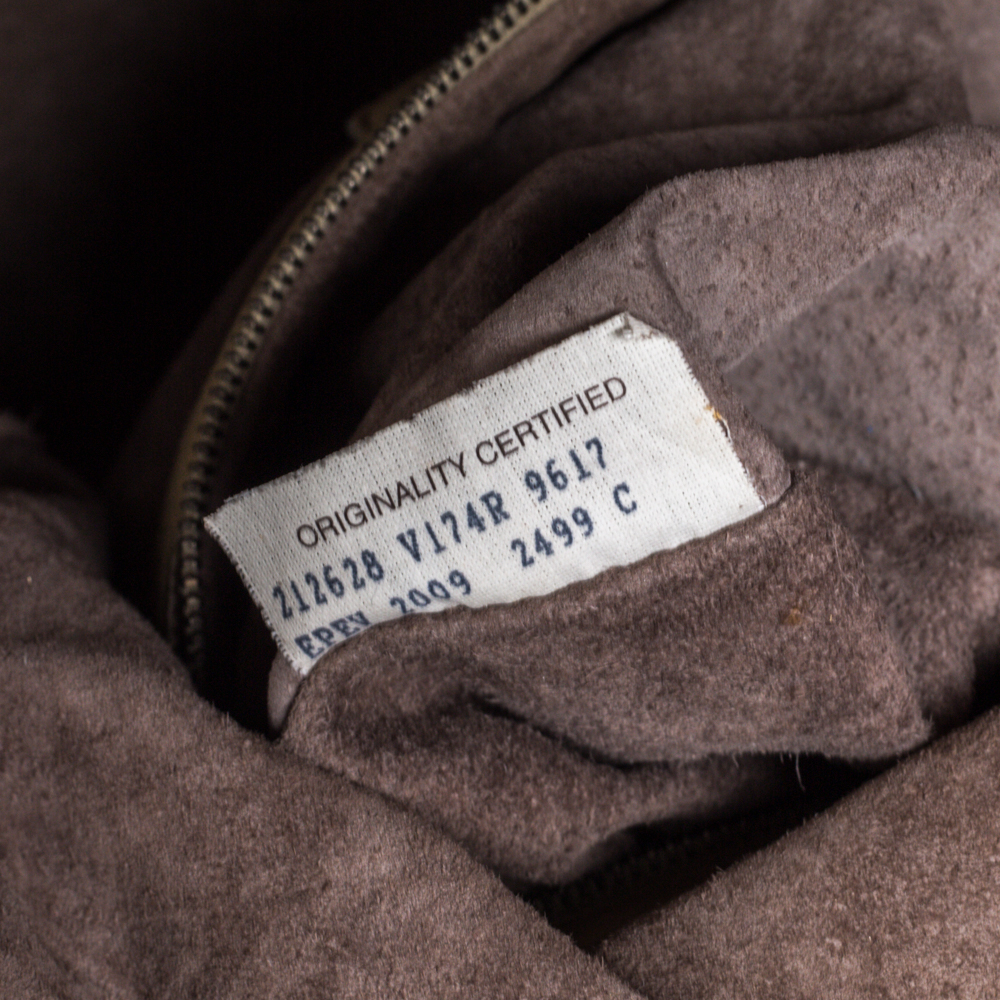 ORIGINALITY CERTIFIED
212628 V174R 9617
EPEV 2009 2499 C